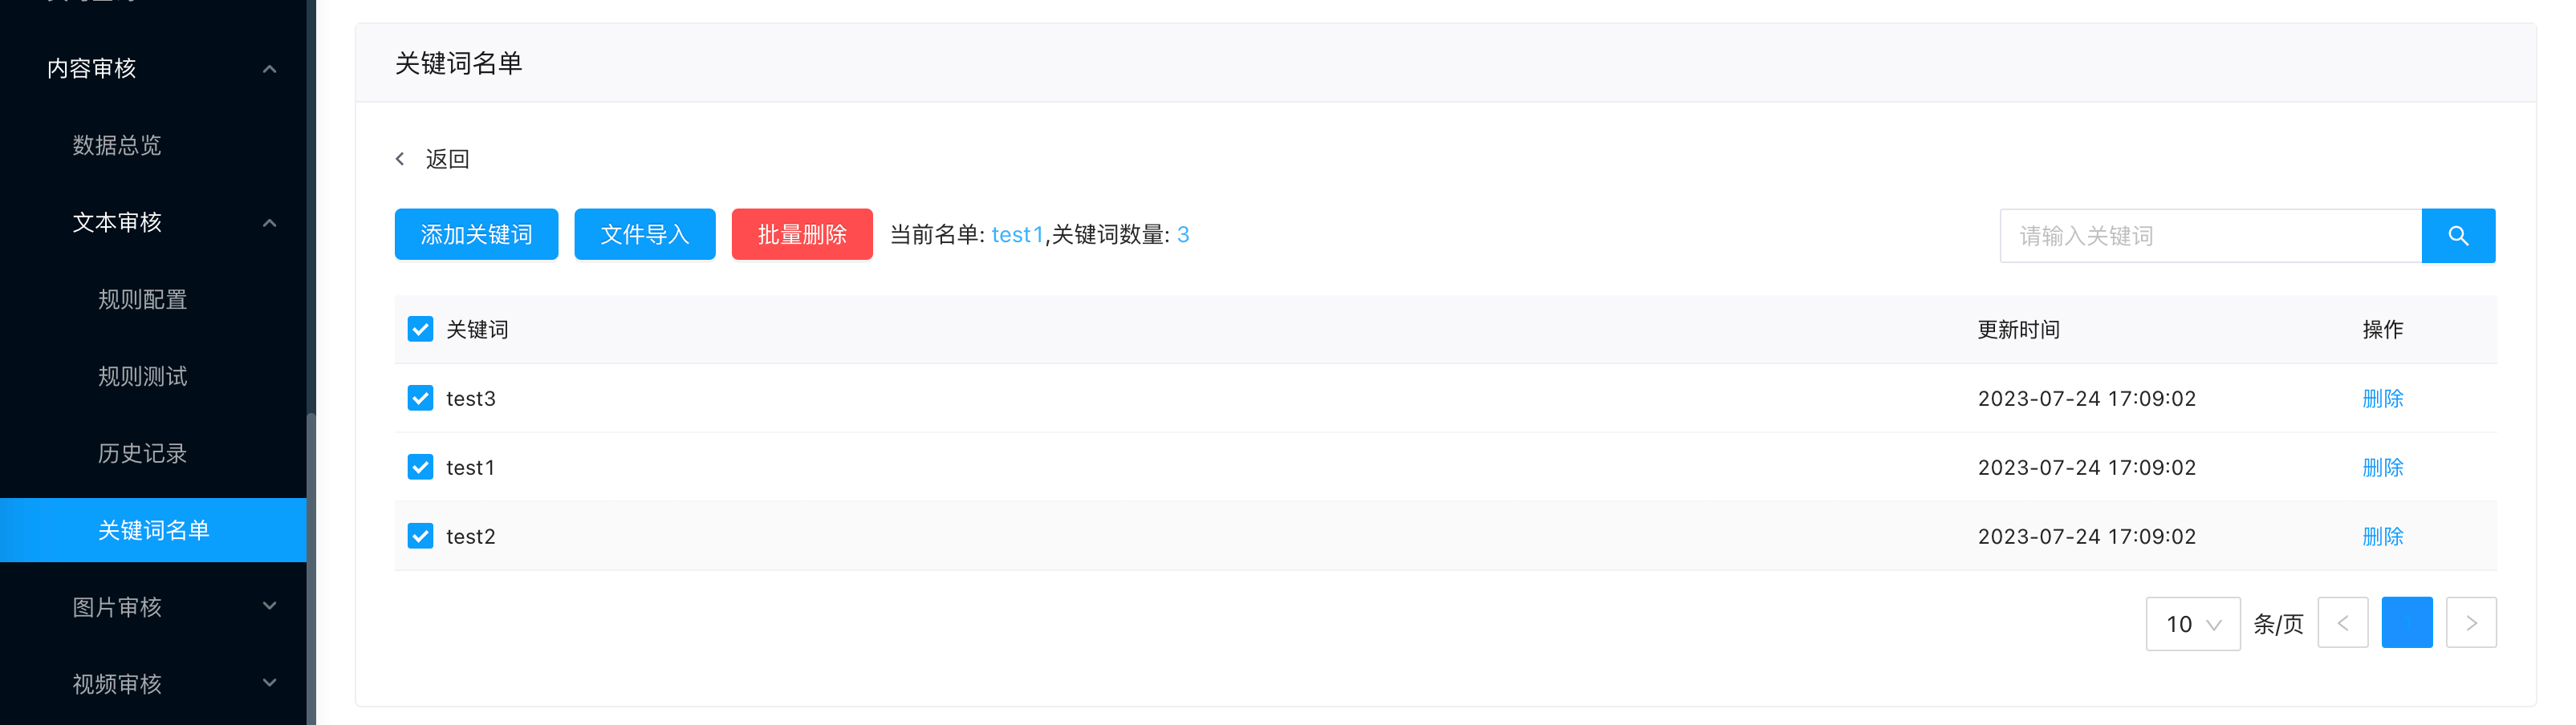 内容审核
数据总览
文本审核
规则配置
规则测试
历史记录
关键词名单
图片审核
视频审核
关键词名单
返回
添加关键词 文件导入 批量删除 当前名单: test1,关键词数量: 3 请输入关键词
关键词 更新时间 操作
test3 2023-07-24 17:09:02 删除
test1 2023-07-24 17:09:02 删除
test2 2023-07-24 17:09:02 删除
10 条/页